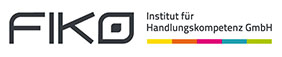 FIKO
Institut für
Handlungskompetenz GmbH